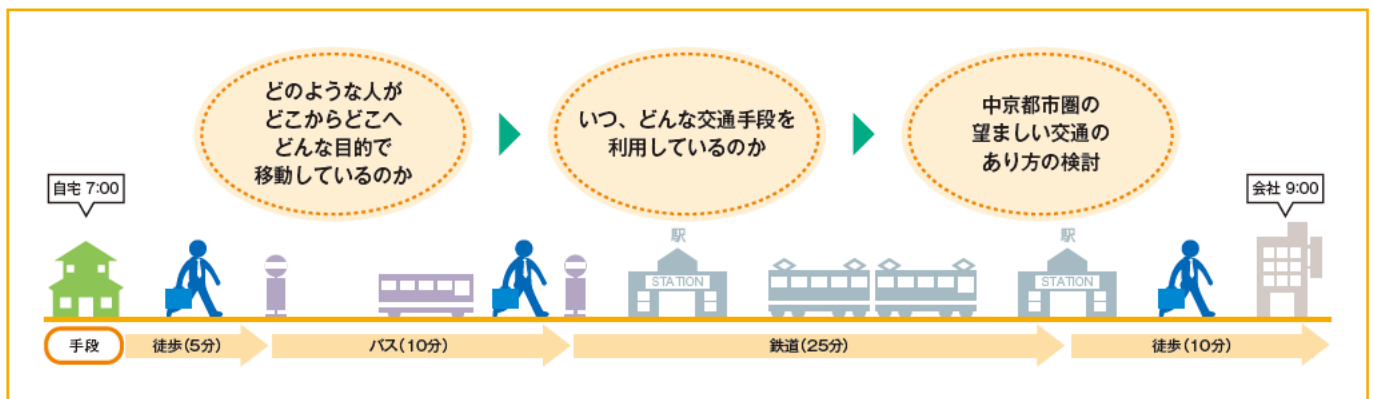 どのような人が
どこからどこへ
どんな目的で
移動しているのか
いつ、どんな交通手段を
利用しているのか
中京都市圏の
望ましい交通の
あり方の検討
自宅 7:00
会社 9:00
駅
STATION
駅
STATION
手段
徒歩(5分)
バス(10分)
鉄道(25分)
徒歩(10分)